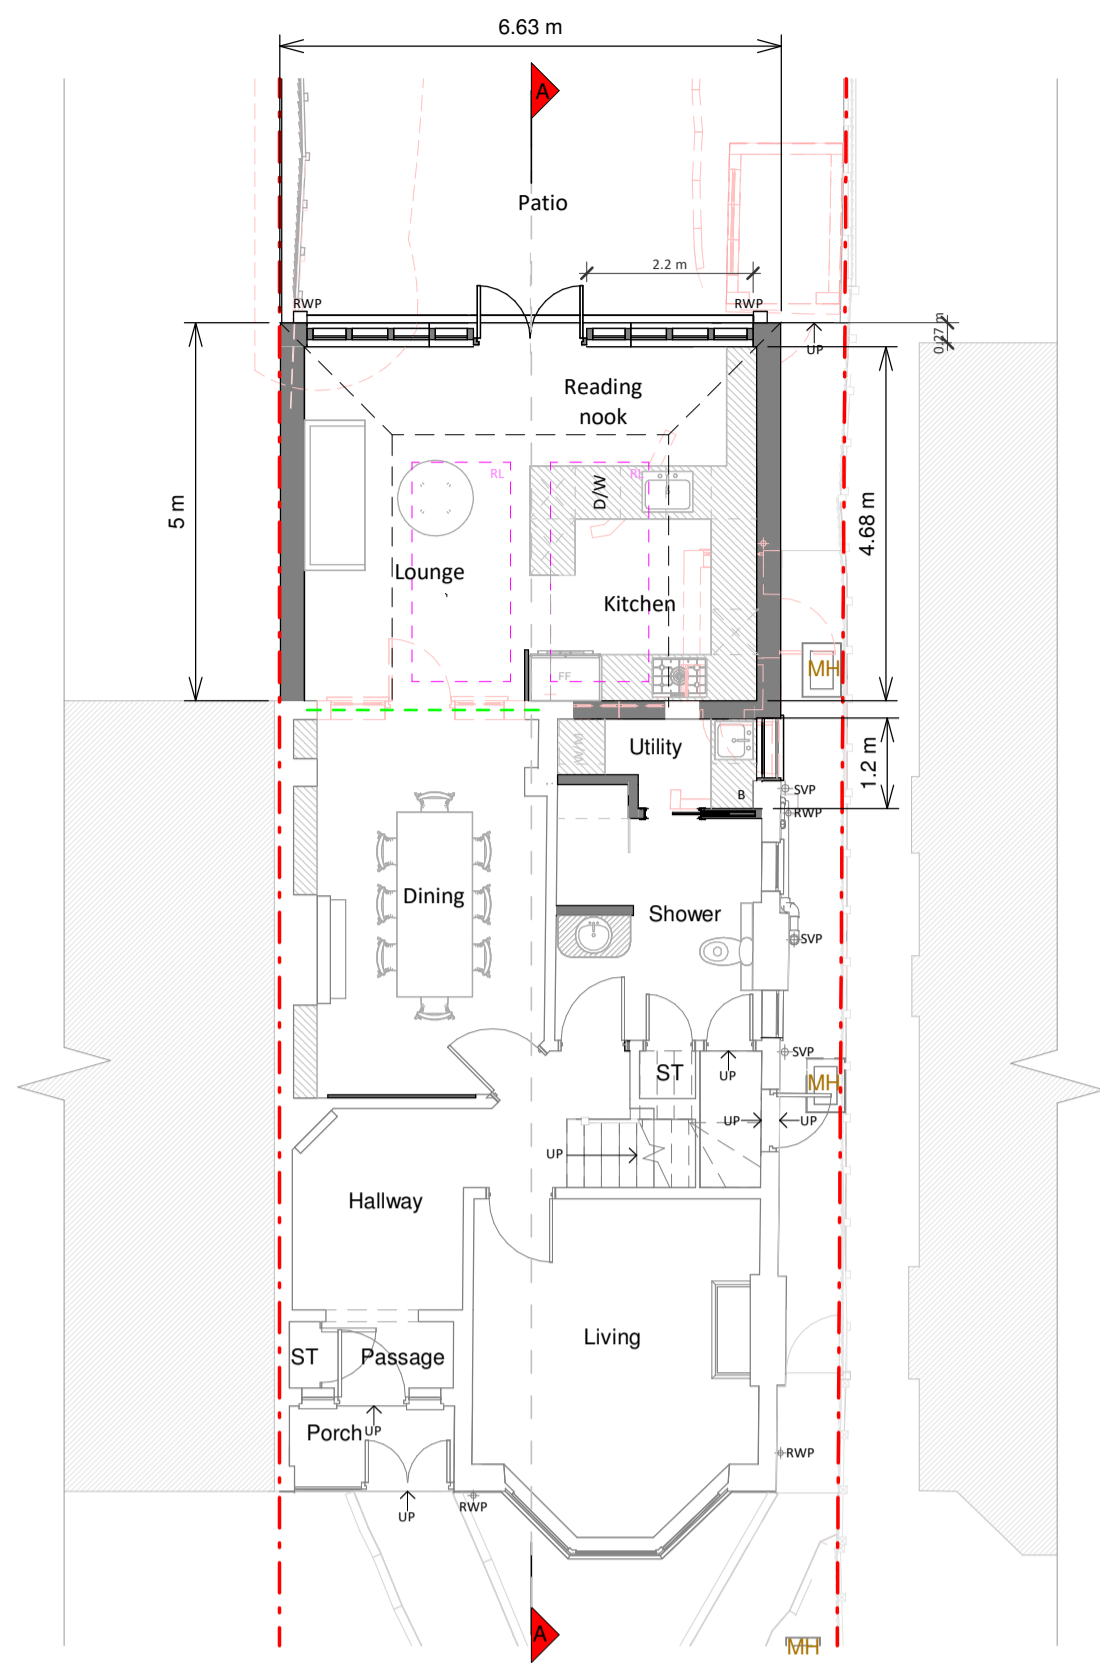 6.63 m
A
Patio
2.2 m
RWP
RWP
UP
0.27 m
Reading
nook
RL
RL
D/W
5 m
4.68 m
Lounge
Kitchen
MH
FF
W/M
Utility
1.2 m
B
SVP
RWP
Dining
Shower
SVP
SVP
ST
UP
MH
UP
UP
UP
Hallway
Living
ST
Passage
Porch
UP
RWP
RWP
UP
A
MH